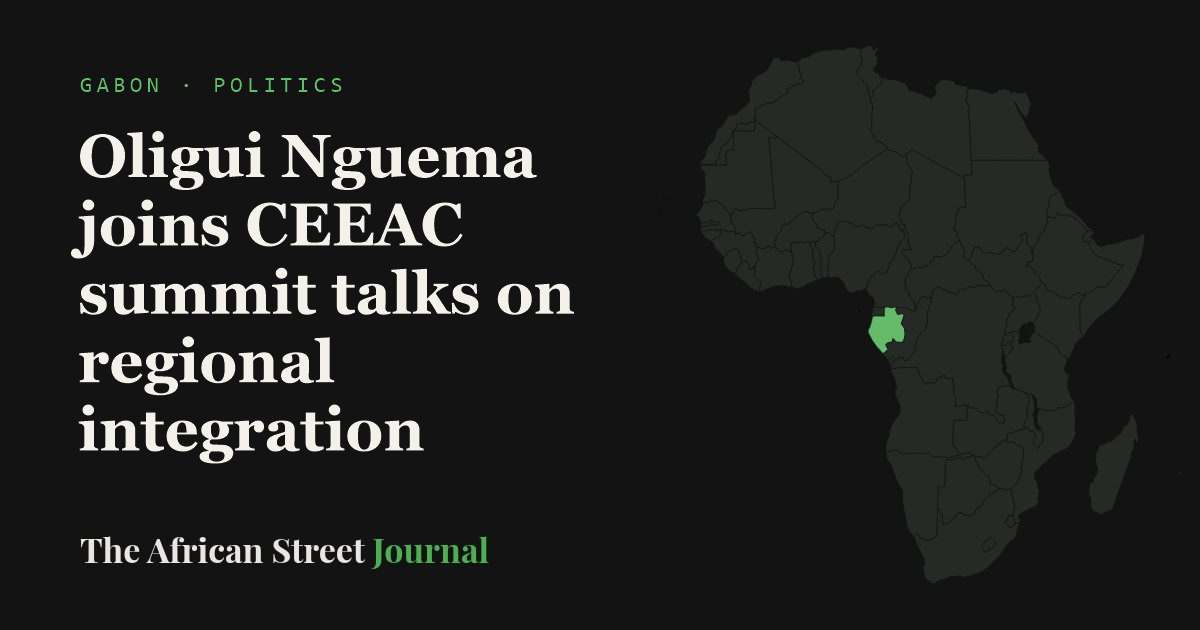 GABON · POLITICS
Oligui Nguema
joins CEEAC
summit talks on
regional
integration
The African Street Journal